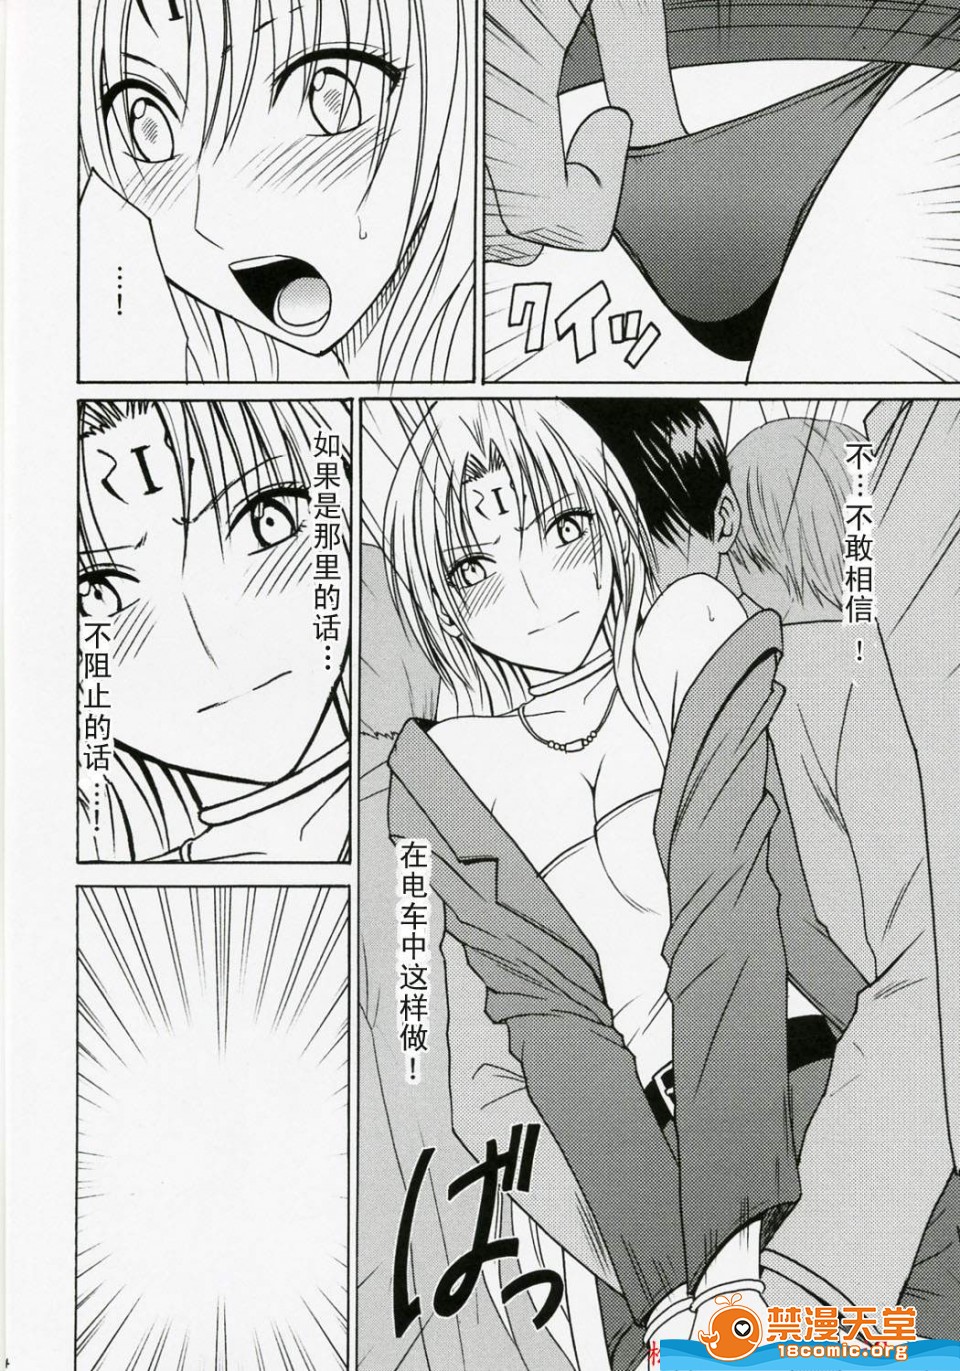 クイッ
…！
不…不敢相信！
在电车中这样做！
ばっ
如果是那里的话…
不阻止的话…！
I
禁漫天堂
18comic.org